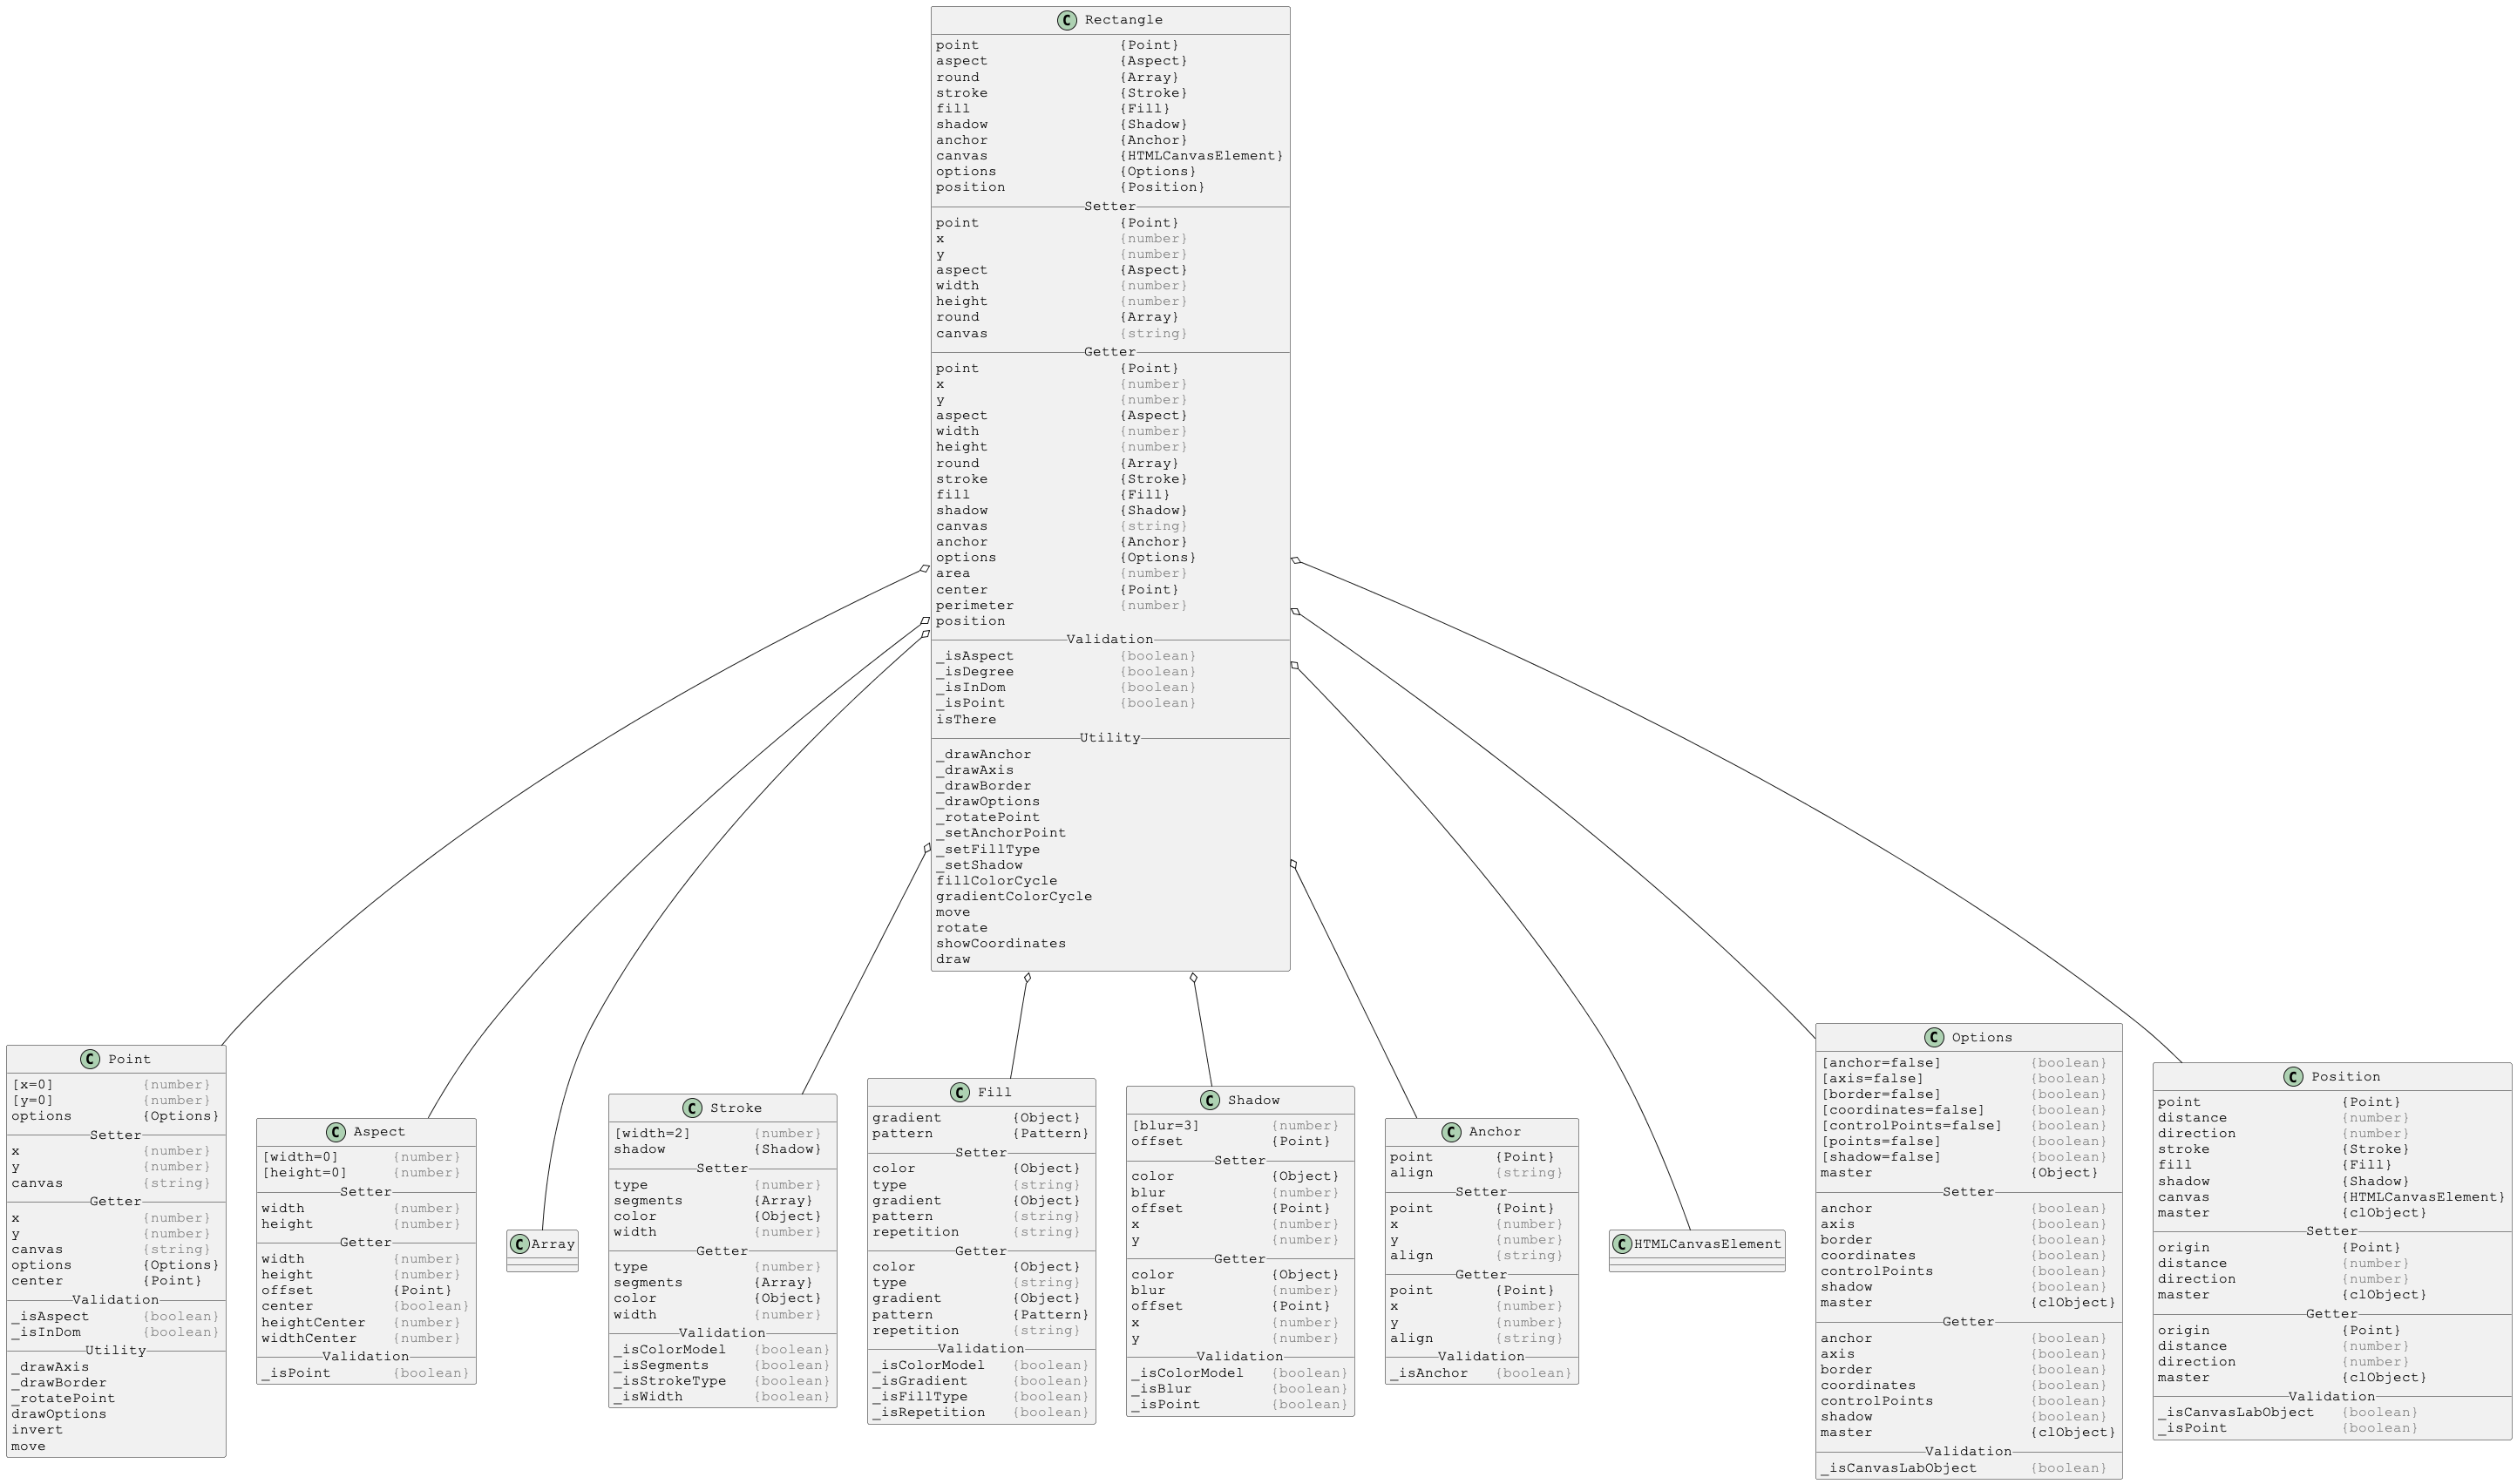 C Rectangle
point {Point}
aspect {Aspect}
round {Array}
stroke {Stroke}
fill {Fill}
shadow {Shadow}
anchor {Anchor}
canvas {HTMLCanvasElement}
options {Options}
position {Position}
Setter
point {Point}
x {number}
y {number}
aspect {Aspect}
width {number}
height {number}
round {Array}
canvas {string}
Getter
point {Point}
x {number}
y {number}
aspect {Aspect}
width {number}
height {number}
round {Array}
stroke {Stroke}
fill {Fill}
shadow {Shadow}
canvas {string}
anchor {Anchor}
options {Options}
area {number}
center {Point}
perimeter {number}
position
Validation
_isAspect {boolean}
_isDegree {boolean}
_isInDom {boolean}
_isPoint {boolean}
isThere
Utility
_drawAnchor
_drawAxis
_drawBorder
_drawOptions
_rotatePoint
_setAnchorPoint
_setFillType
_setShadow
fillColorCycle
gradientColorCycle
move
rotate
showCoordinates
draw
C Point
[x=0] {number}
[y=0] {number}
options {Options}
Setter
x {number}
y {number}
canvas {string}
Getter
x {number}
y {number}
canvas {string}
options {Options}
center {Point}
Validation
_isAspect {boolean}
_isInDom {boolean}
Utility
_drawAxis
_drawBorder
_rotatePoint
drawOptions
invert
move
C Aspect
[width=0] {number}
[height=0] {number}
Setter
width {number}
height {number}
Getter
width {number}
height {number}
offset {Point}
center {boolean}
heightCenter {number}
widthCenter {number}
Validation
_isPoint {boolean}
C Array
C Stroke
[width=2] {number}
shadow {Shadow}
Setter
type {number}
segments {Array}
color {Object}
width {number}
Getter
type {number}
segments {Array}
color {Object}
width {number}
Validation
_isColorModel {boolean}
_isSegments {boolean}
_isStrokeType {boolean}
_isWidth {boolean}
C Fill
gradient {Object}
pattern {Pattern}
Setter
color {Object}
type {string}
gradient {Object}
pattern {string}
repetition {string}
Getter
color {Object}
type {string}
gradient {Object}
pattern {Pattern}
repetition {string}
Validation
_isColorModel {boolean}
_isGradient {boolean}
_isFillType {boolean}
_isRepetition {boolean}
C Shadow
[blur=3] {number}
offset {Point}
Setter
color {Object}
blur {number}
offset {Point}
x {number}
y {number}
Getter
color {Object}
blur {number}
offset {Point}
x {number}
y {number}
Validation
_isColorModel {boolean}
_isBlur {boolean}
_isPoint {boolean}
C Anchor
point {Point}
align {string}
Setter
point {Point}
x {number}
y {number}
align {string}
Getter
point {Point}
x {number}
y {number}
align {string}
Validation
_isAnchor {boolean}
C HTMLCanvasElement
C Options
[anchor=false] {boolean}
[axis=false] {boolean}
[border=false] {boolean}
[coordinates=false] {boolean}
[controlPoints=false] {boolean}
[points=false] {boolean}
[shadow=false] {boolean}
master {Object}
Setter
anchor {boolean}
axis {boolean}
border {boolean}
coordinates {boolean}
controlPoints {boolean}
shadow {boolean}
master {clObject}
Getter
anchor {boolean}
axis {boolean}
border {boolean}
coordinates {boolean}
controlPoints {boolean}
shadow {boolean}
master {clObject}
Validation
_isCanvasLabObject {boolean}
C Position
point {Point}
distance {number}
direction {number}
stroke {Stroke}
fill {Fill}
shadow {Shadow}
canvas {HTMLCanvasElement}
master {clObject}
Setter
origin {Point}
distance {number}
direction {number}
master {clObject}
Getter
origin {Point}
distance {number}
direction {number}
master {clObject}
Validation
_isCanvasLabObject {boolean}
_isPoint {boolean}